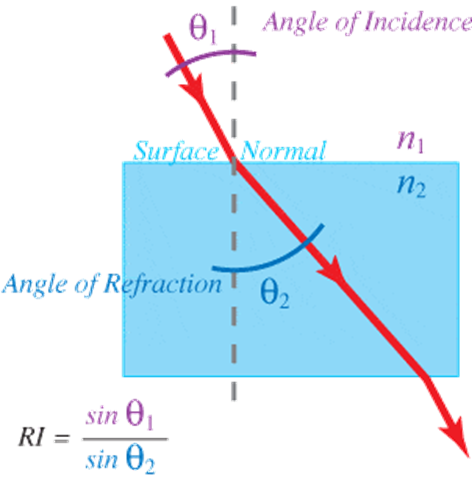 θ1 Angle of Incidence
Surface Normal n1
n2
Angle of Refraction θ2
RI = sin θ1 / sin θ2